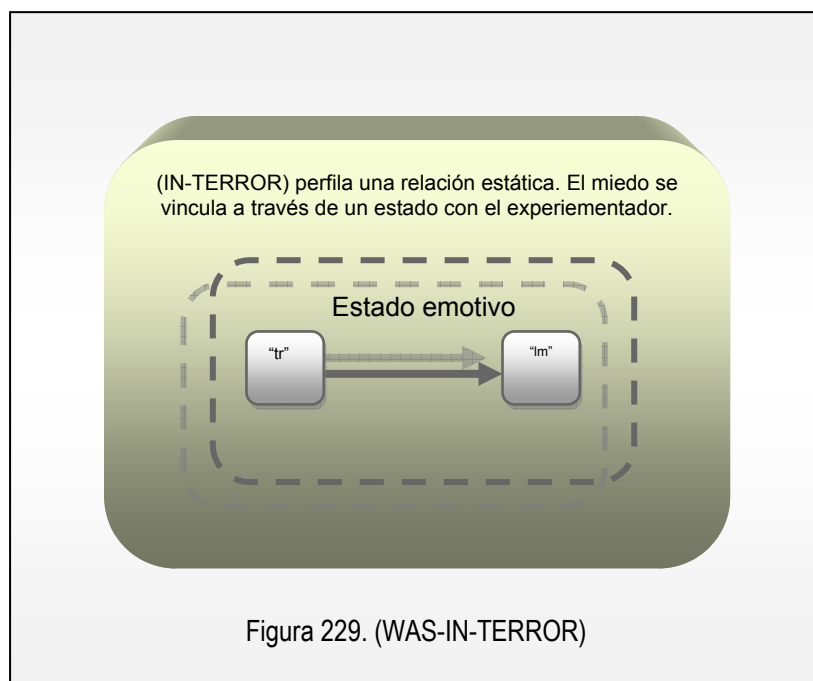 (IN-TERROR) perfila una relación estática. El miedo se
vincula a través de un estado con el experiementador.
Estado emotivo
“tr”
“lm”
Figura 229. (WAS-IN-TERROR)